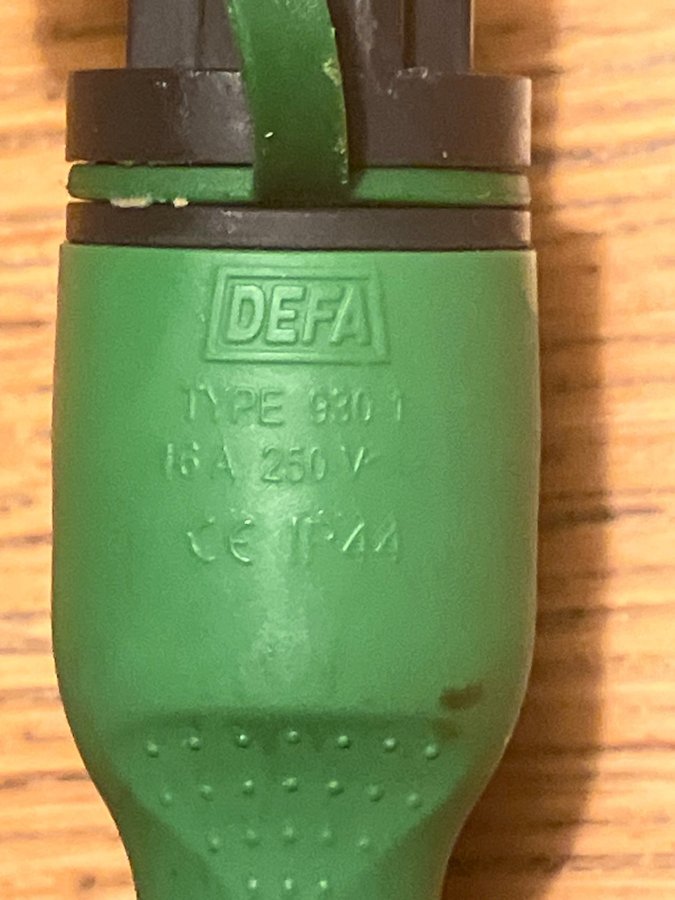 DEFA
TYPE 930 1
16 A 250 V~
CE IP44